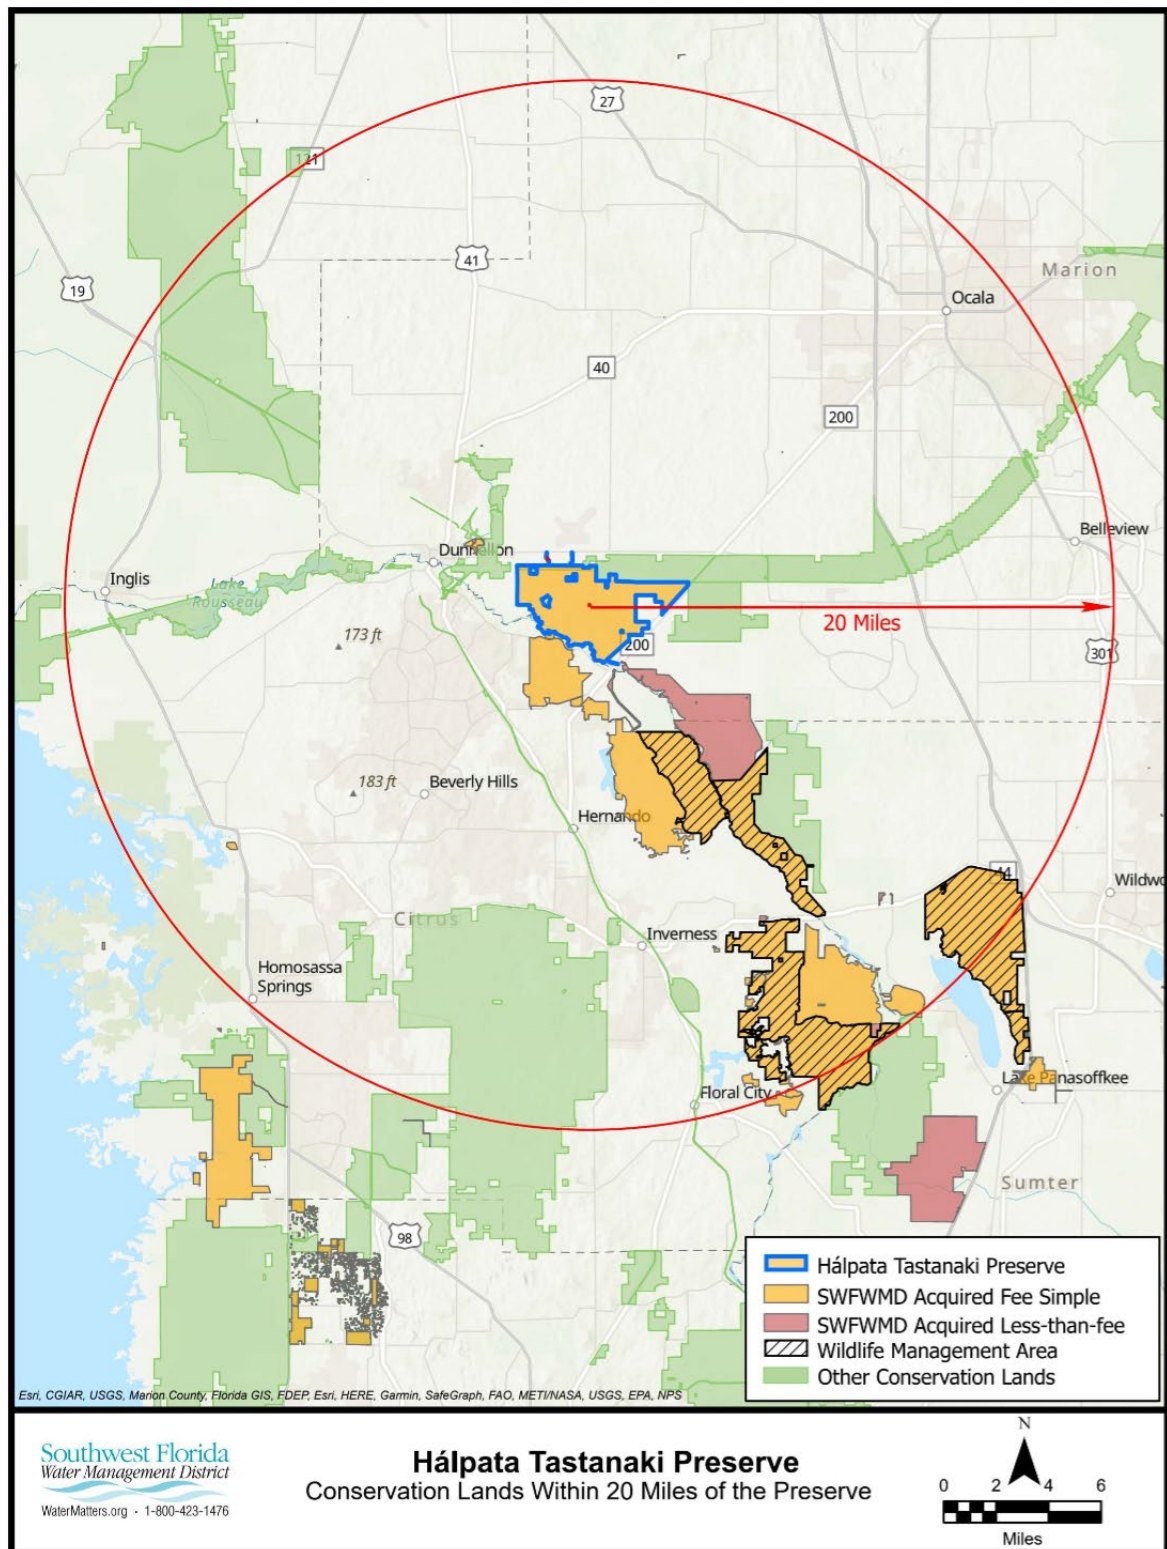 27
121
41
Marion
19
Ocala
40
200
Belleview
Dunnellon
Inglis
Lake
Rousseau
20 Miles
173 ft
200
301
183 ft
Beverly Hills
Hernando
44
Citrus
Inverness
Homosassa
Springs
Lake Panasoffkee
Floral City
Sumter
98
Hálpata Tastanaki Preserve
SWFWMD Acquired Fee Simple
SWFWMD Acquired Less-than-fee
Wildlife Management Area
Other Conservation Lands
Esri, CGIAR, USGS, Marion County, Florida GIS, FDEP, Esri, HERE, Garmin, SafeGraph, FAO, METI/NASA, USGS, EPA, NPS
Southwest Florida
Water Management District
WaterMatters.org • 1-800-423-1476
Hálpata Tastanaki Preserve
Conservation Lands Within 20 Miles of the Preserve
N
0 2 4 6
Miles